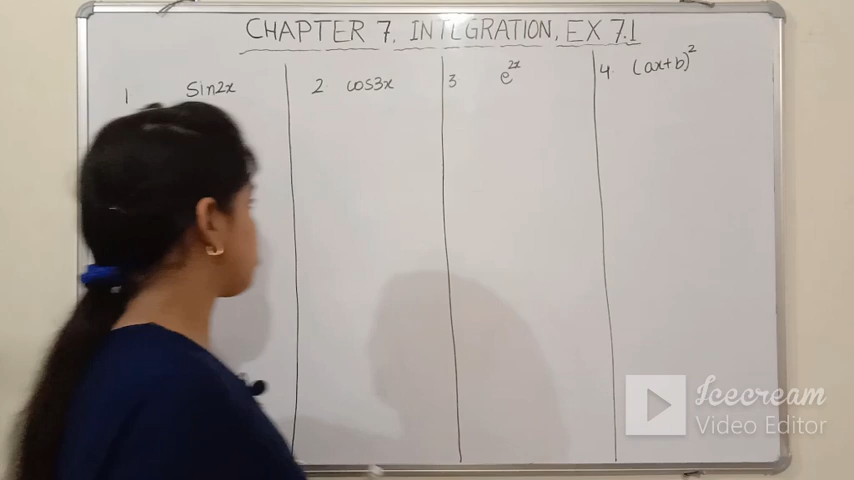 CHAPTER 7, INTEGRATION, EX 7.1
1 Sin2x
2 cos3x
3 e^2x
4. (ax+b)^2
Icecream
Video Editor